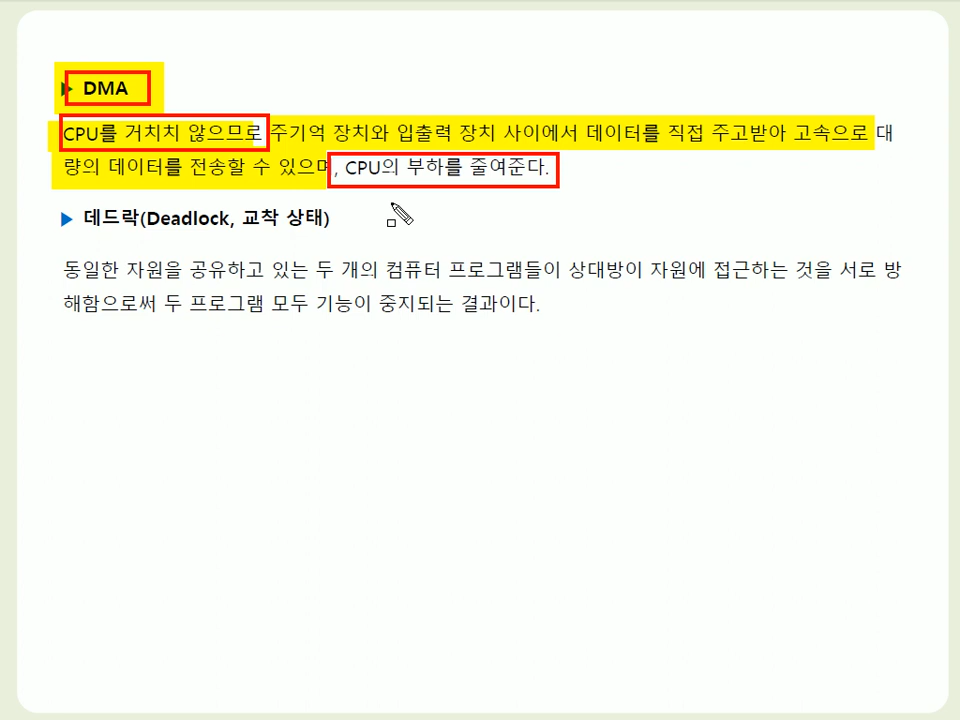 ▶ DMA
CPU를 거치치 않으므로 주기억 장치와 입출력 장치 사이에서 데이터를 직접 주고받아 고속으로 대
량의 데이터를 전송할 수 있으며, CPU의 부하를 줄여준다.
▶ 데드락(Deadlock, 교착 상태)
동일한 자원을 공유하고 있는 두 개의 컴퓨터 프로그램들이 상대방이 자원에 접근하는 것을 서로 방
해함으로써 두 프로그램 모두 기능이 중지되는 결과이다.